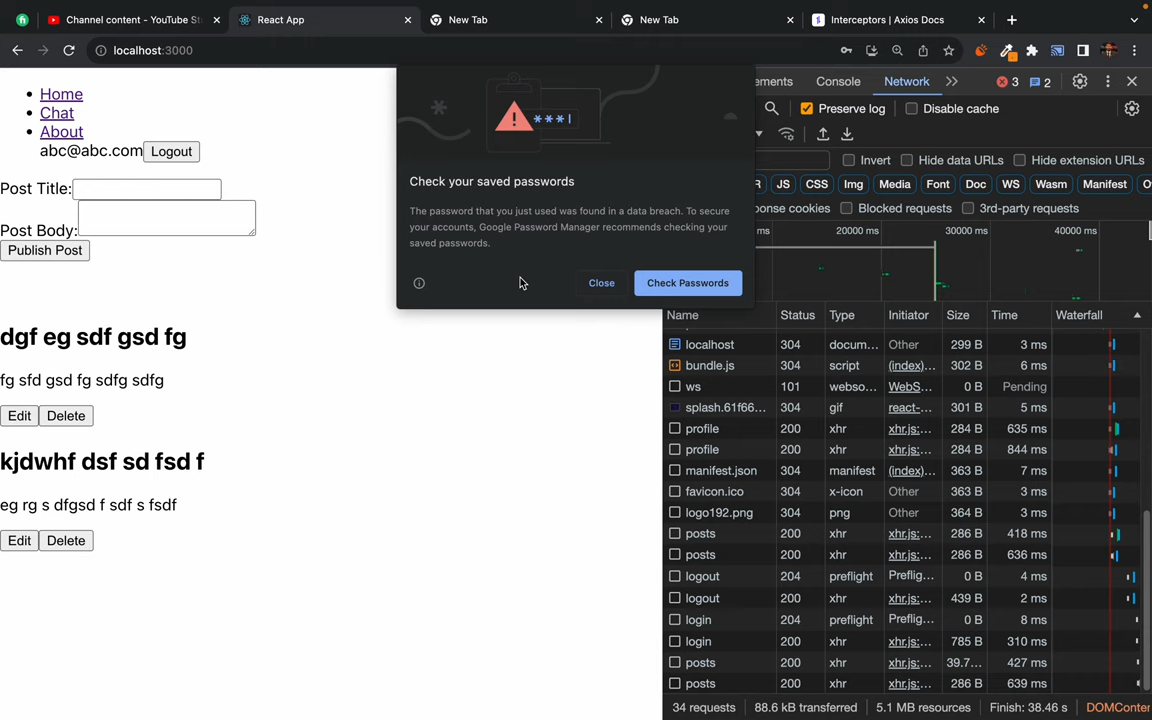 Channel content - YouTube St
React App
New Tab
New Tab
Interceptors | Axios Docs
localhost:3000
Home
Chat
About
abc@abc.com Logout
Post Title:
Post Body:
Publish Post
dgf eg sdf gsd fg
fg sfd gsd fg sdfg sdfg
Edit Delete
kjdwhf dsf sd fsd f
eg rg s dfgsd f sdf s fsdf
Edit Delete
***|
Check your saved passwords
The password that you just used was found in a data breach. To secure
your accounts, Google Password Manager recommends checking your
saved passwords.
Close Check Passwords
ements Console Network 3 2
Preserve log Disable cache
Invert Hide data URLs Hide extension URLs
R JS CSS Img Media Font Doc WS Wasm Manifest O
onse cookies Blocked requests 3rd-party requests
ms 20000 ms 30000 ms 40000 ms
Name Status Type Initiator Size Time Waterfall
localhost 304 docum... Other 299 B 3 ms
bundle.js 304 script (index)... 302 B 6 ms
ws 101 webso... WebS... 0 B Pending
splash.61f66... 304 gif react-... 301 B 5 ms
profile 200 xhr xhr.js:... 284 B 635 ms
profile 200 xhr xhr.js:... 284 B 844 ms
manifest.json 304 manifest (index)... 363 B 7 ms
favicon.ico 304 x-icon Other 363 B 3 ms
logo192.png 304 png Other 364 B 3 ms
posts 200 xhr xhr.js:... 286 B 418 ms
posts 200 xhr xhr.js:... 286 B 636 ms
logout 204 preflight Preflig... 0 B 4 ms
logout 200 xhr xhr.js:... 439 B 2 ms
login 204 preflight Preflig... 0 B 8 ms
login 200 xhr xhr.js:... 785 B 310 ms
posts 200 xhr xhr.js:... 39.7... 427 ms
posts 200 xhr xhr.js:... 286 B 639 ms
34 requests 88.6 kB transferred 5.1 MB resources Finish: 38.46 s DOMConter